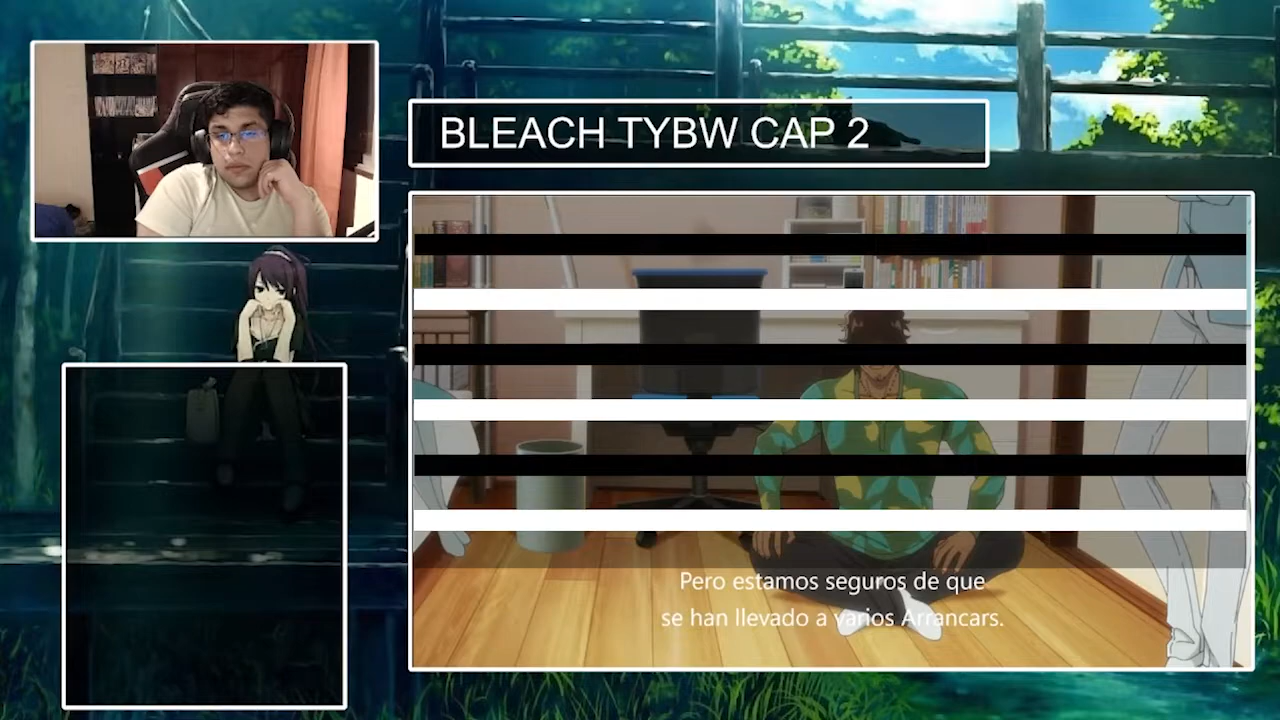 BLEACH TYBW CAP 2
Pero estamos seguros de que
se han llevado a varios Arrancars.